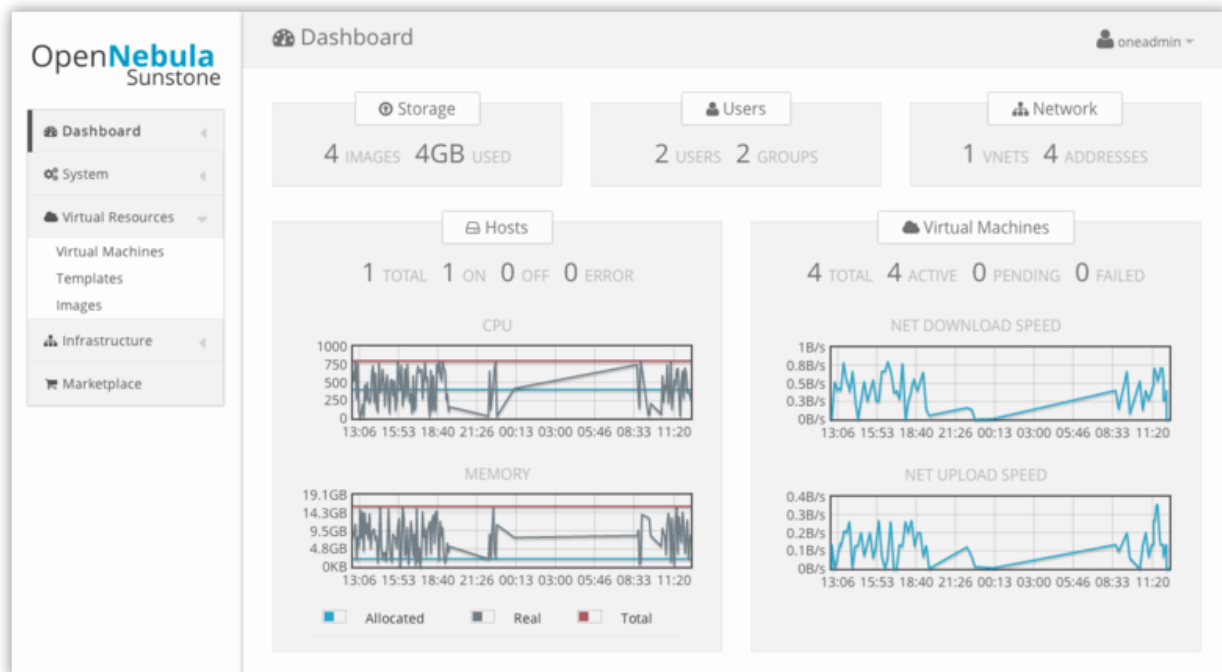 OpenNebula
Sunstone
Dashboard
oneadmin
Dashboard
System
Virtual Resources
Virtual Machines
Templates
Images
Infrastructure
Marketplace
Storage
4 IMAGES 4GB USED
Users
2 USERS 2 GROUPS
Network
1 VNETS 4 ADDRESSES
Hosts
1 TOTAL 1 ON 0 OFF 0 ERROR
CPU
1000
750
500
250
0
13:06 15:53 18:40 21:26 00:13 03:00 05:46 08:33 11:20
MEMORY
19.1GB
14.3GB
9.5GB
4.8GB
0KB
13:06 15:53 18:40 21:26 00:13 03:00 05:46 08:33 11:20
Allocated Real Total
Virtual Machines
4 TOTAL 4 ACTIVE 0 PENDING 0 FAILED
NET DOWNLOAD SPEED
1B/s
0.8B/s
0.5B/s
0.3B/s
0B/s
13:06 15:53 18:40 21:26 00:13 03:00 05:46 08:33 11:20
NET UPLOAD SPEED
0.4B/s
0.3B/s
0.2B/s
0.1B/s
0B/s
13:06 15:53 18:40 21:26 00:13 03:00 05:46 08:33 11:20